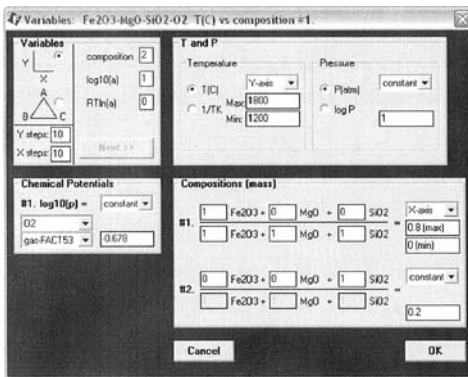 Variables: Fe2O3-MgO-SiO2-O2 T(C) vs composition #1.
Variables
Y
X
A
B C
composition 2
log10(a) 1
RTln(a) 0
Y steps: 10
X steps: 10
Next >>
T and P
Temperature
T(C) Y-axis
1/TK Max: 1800
Min: 1200
Pressure
P(atm) constant
log P
1
Chemical Potentials
#1. log10(p) = constant
O2
gas-FACT53 -0.678
Compositions (mass)
#1. 1 Fe2O3 + 0 MgO + 0 SiO2 = X-axis
1 Fe2O3 + 1 MgO + 1 SiO2
0.8 (max)
0 (min)
#2. 0 Fe2O3 + 0 MgO + 1 SiO2 = constant
Fe2O3 + MgO + SiO2
0.2
Cancel
OK